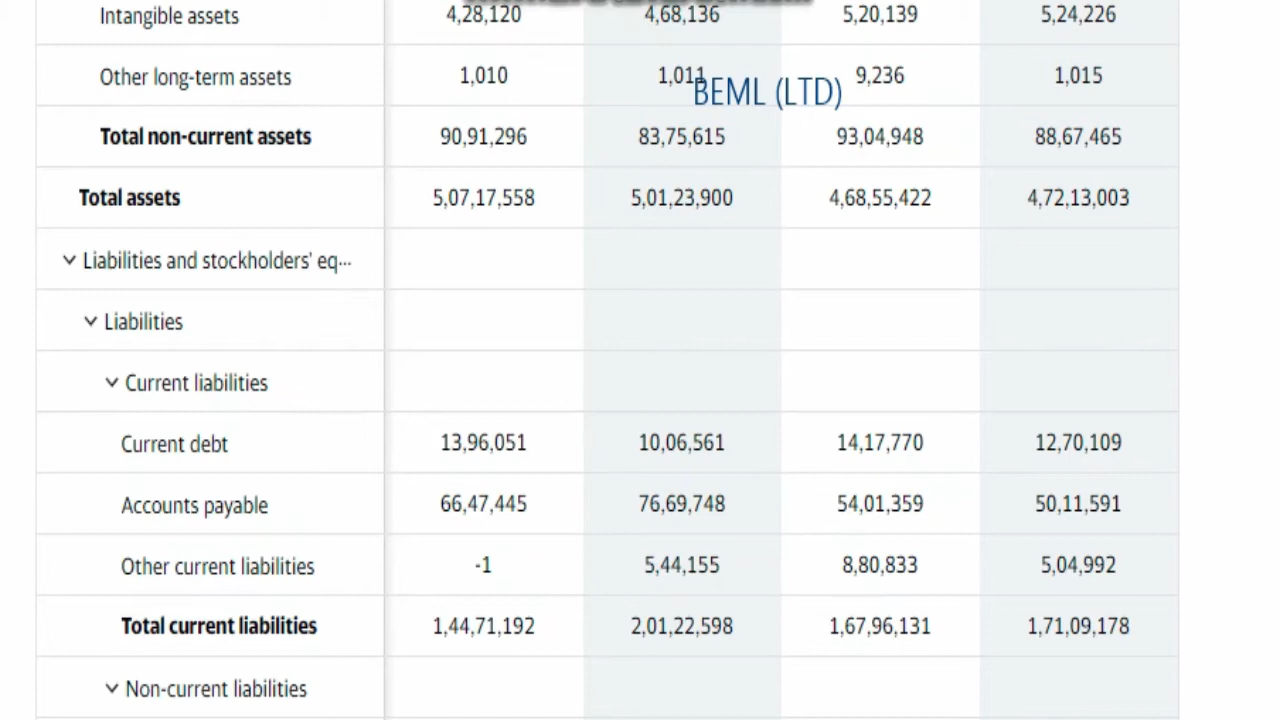 Intangible assets 4,28,120 4,68,136 5,20,139 5,24,226
Other long-term assets 1,010 1,011 9,236 1,015
BEML (LTD)
Total non-current assets 90,91,296 83,75,615 93,04,948 88,67,465
Total assets 5,07,17,558 5,01,23,900 4,68,55,422 4,72,13,003
Liabilities and stockholders' eq...
Liabilities
Current liabilities
Current debt 13,96,051 10,06,561 14,17,770 12,70,109
Accounts payable 66,47,445 76,69,748 54,01,359 50,11,591
Other current liabilities -1 5,44,155 8,80,833 5,04,992
Total current liabilities 1,44,71,192 2,01,22,598 1,67,96,131 1,71,09,178
Non-current liabilities